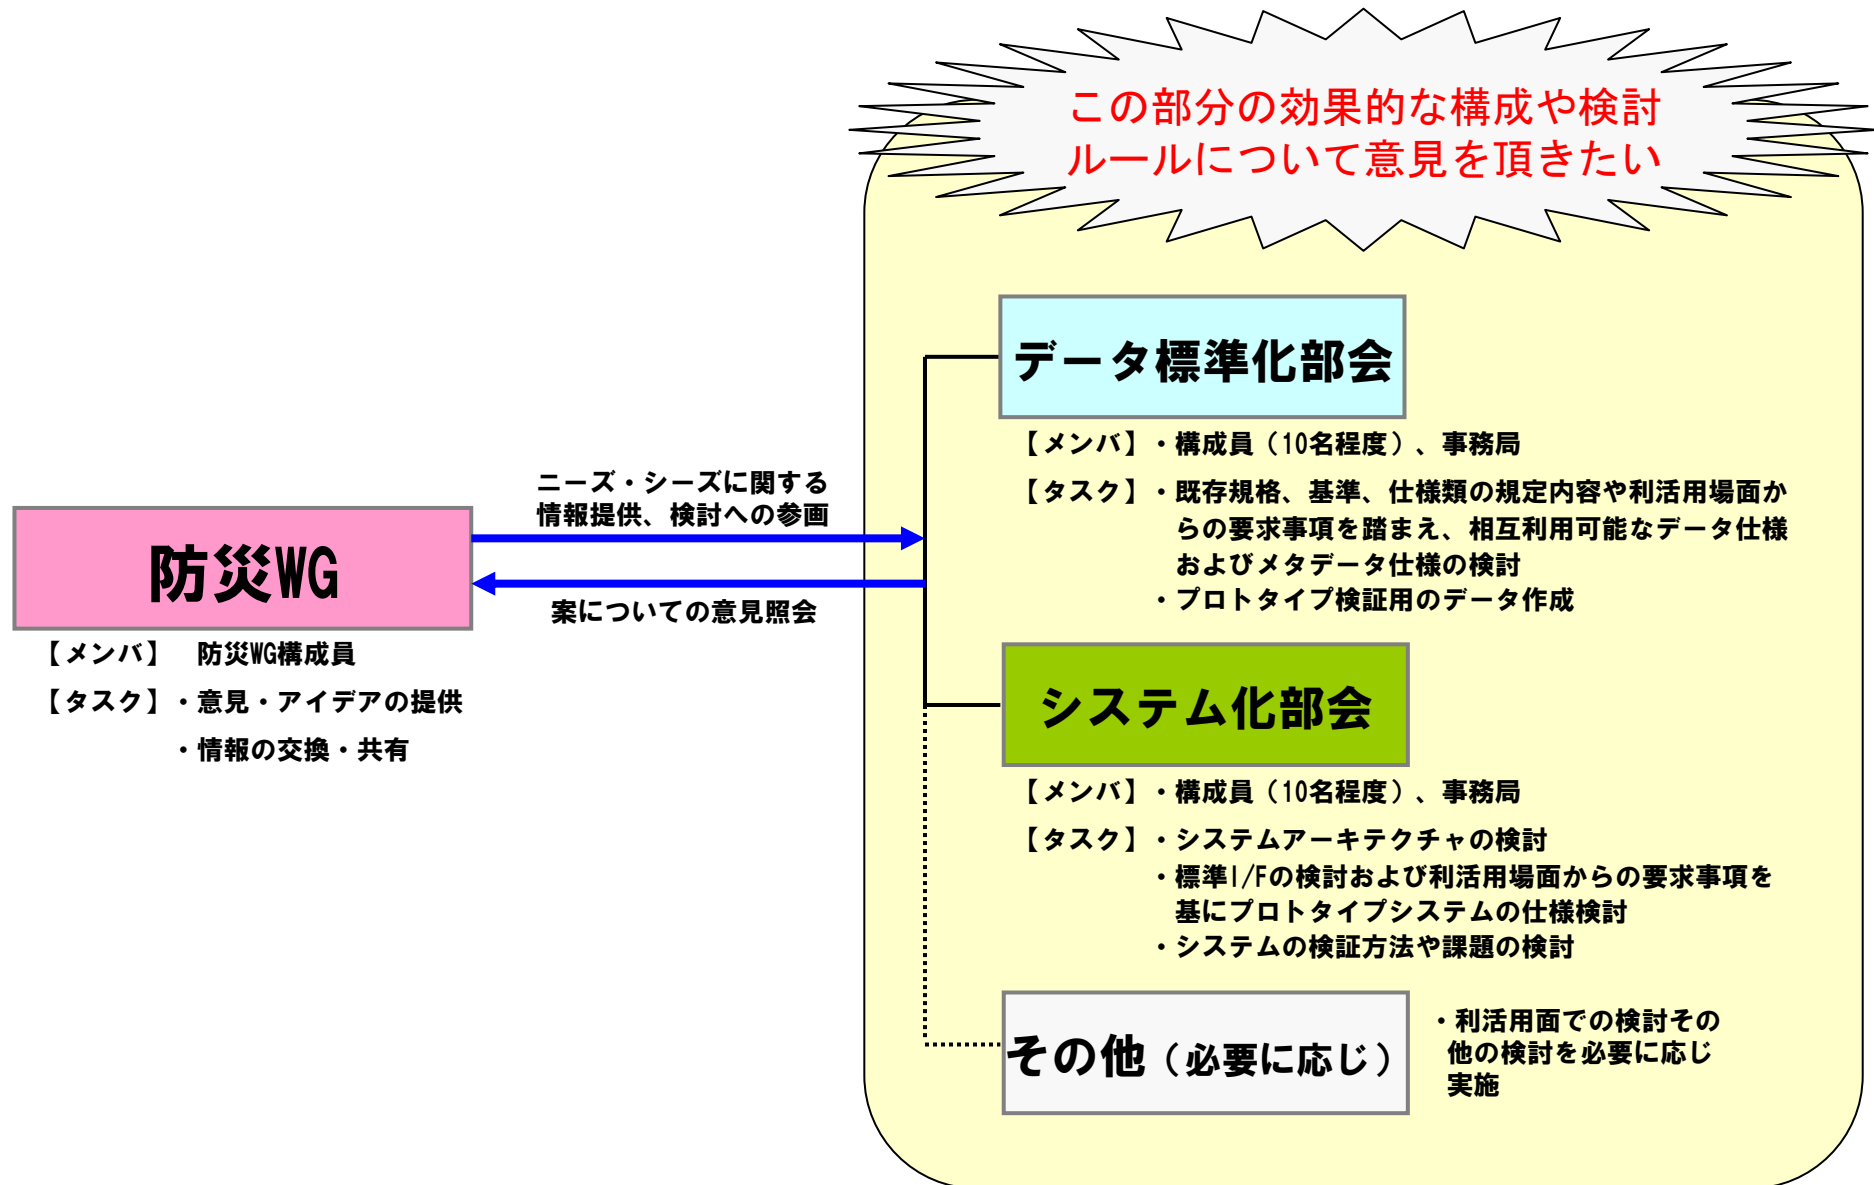 この部分の効果的な構成や検討
ルールについて意見を頂きたい
データ標準化部会
【メンバ】・構成員（10名程度）、事務局
【タスク】・既存規格、基準、仕様類の規定内容や利活用場面か
らの要求事項を踏まえ、相互利用可能なデータ仕様
およびメタデータ仕様の検討
・プロトタイプ検証用のデータ作成
ニーズ・シーズに関する
情報提供、検討への参画
案についての意見照会
防災WG
【メンバ】　防災WG構成員
【タスク】・意見・アイデアの提供
・情報の交換・共有
システム化部会
【メンバ】・構成員（10名程度）、事務局
【タスク】・システムアーキテクチャの検討
・標準I/Fの検討および利活用場面からの要求事項を
基にプロトタイプシステムの仕様検討
・システムの検証方法や課題の検討
その他（必要に応じ）
・利活用面での検討その
他の検討を必要に応じ
実施